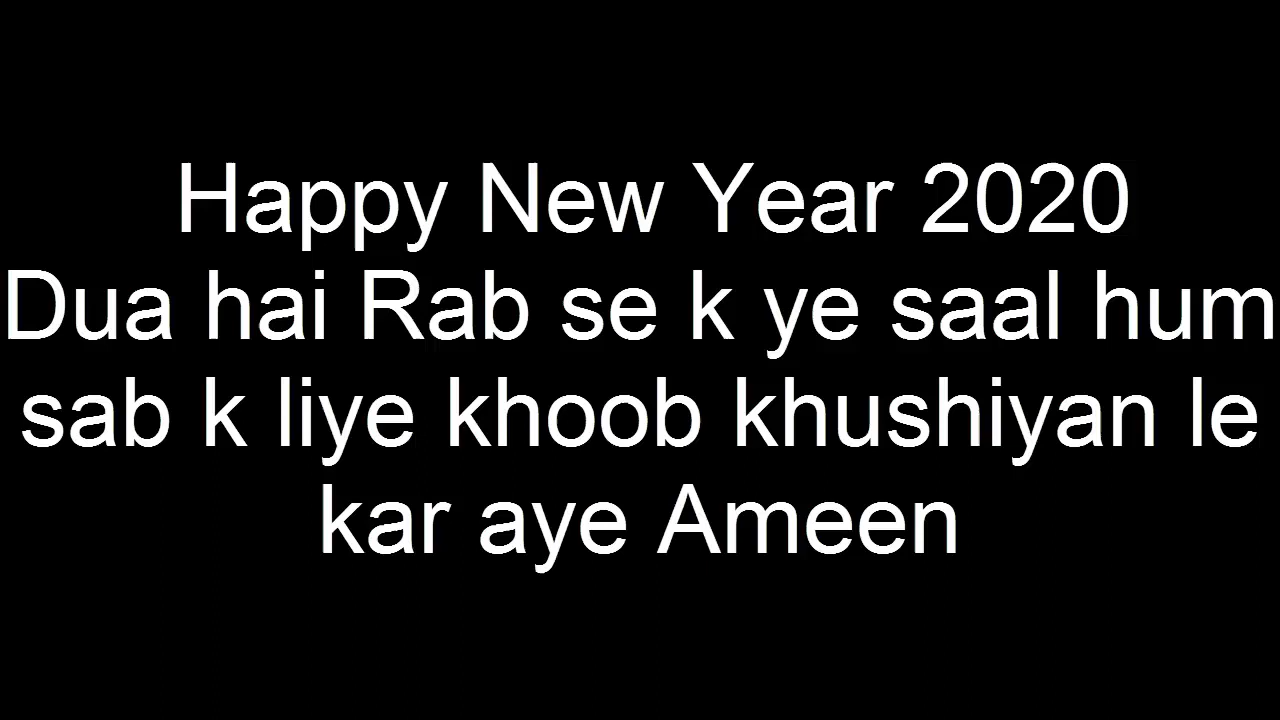 Happy New Year 2020
Dua hai Rab se k ye saal hum
sab k liye khoob khushiyan le
kar aye Ameen